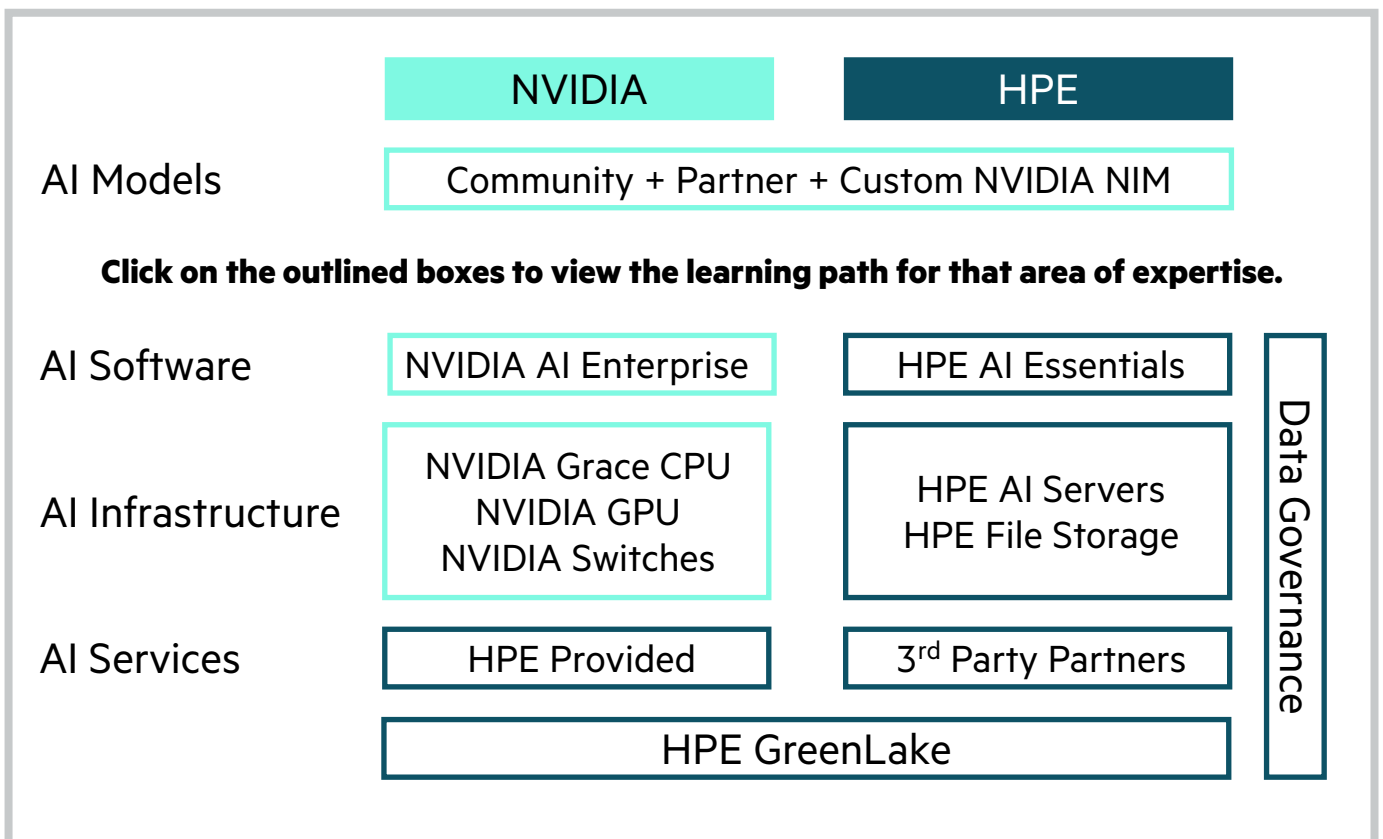 NVIDIA
HPE
AI Models
Community + Partner + Custom NVIDIA NIM
Click on the outlined boxes to view the learning path for that area of expertise.
AI Software
NVIDIA AI Enterprise
HPE AI Essentials
AI Infrastructure
NVIDIA Grace CPU
NVIDIA GPU
NVIDIA Switches
HPE AI Servers
HPE File Storage
AI Services
HPE Provided
3rd Party Partners
HPE GreenLake
Data Governance